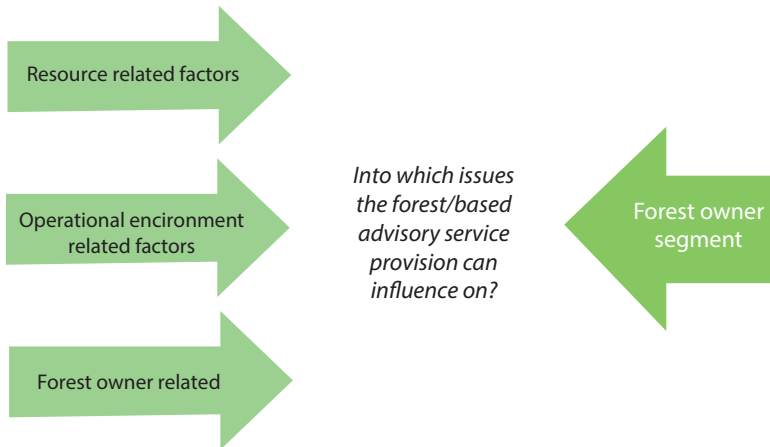 Resource related factors
Operational encironment
related factors
Forest owner related
Into which issues
the forest/based
advisory service
provision can
influence on?
Forest owner
segment